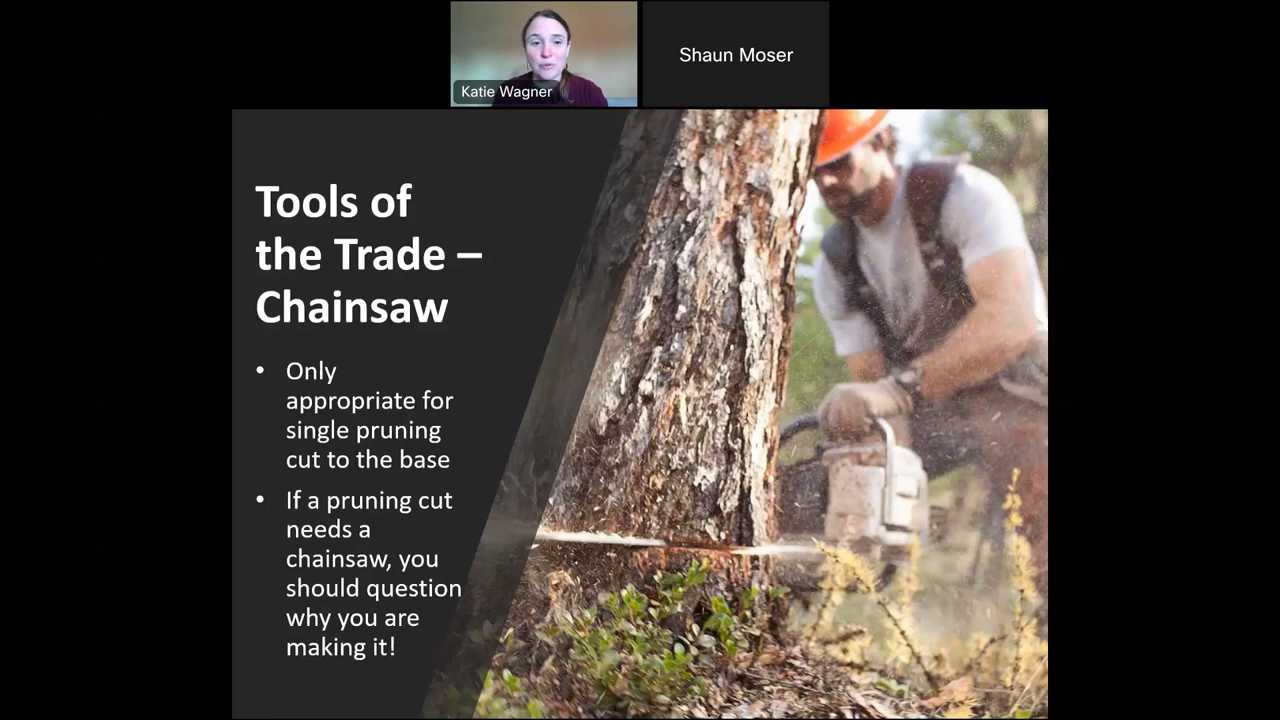 Katie Wagner
Shaun Moser
Tools of
the Trade –
Chainsaw
• Only
appropriate for
single pruning
cut to the base
• If a pruning cut
needs a
chainsaw, you
should question
why you are
making it!